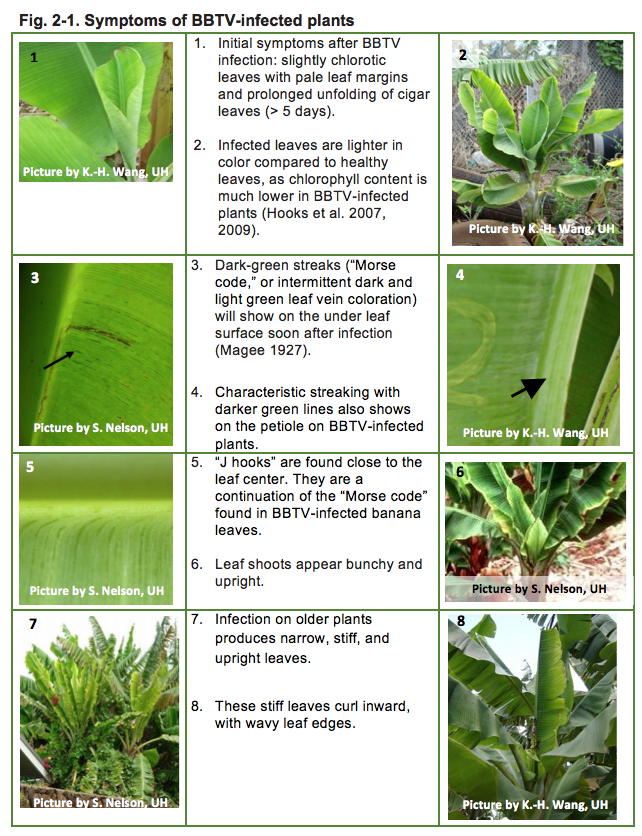 Fig. 2-1. Symptoms of BBTV-infected plants
1
Picture by K.-H. Wang, UH
1. Initial symptoms after BBTV
infection: slightly chlorotic
leaves with pale leaf margins
and prolonged unfolding of cigar
leaves (> 5 days).
2. Infected leaves are lighter in
color compared to healthy
leaves, as chlorophyll content is
much lower in BBTV-infected
plants (Hooks et al. 2007,
2009).
2
Picture by K.-H. Wang, UH
3
Picture by S. Nelson, UH
3. Dark-green streaks (“Morse
code,” or intermittent dark and
light green leaf vein coloration)
will show on the under leaf
surface soon after infection
(Magee 1927).
4. Characteristic streaking with
darker green lines also shows
on the petiole on BBTV-infected
plants.
4
Picture by K.-H. Wang, UH
5
Picture by S. Nelson, UH
5. “J hooks” are found close to the
leaf center. They are a
continuation of the “Morse code”
found in BBTV-infected banana
leaves.
6. Leaf shoots appear bunchy and
upright.
6
Picture by S. Nelson, UH
7
Picture by S. Nelson, UH
7. Infection on older plants
produces narrow, stiff, and
upright leaves.
8. These stiff leaves curl inward,
with wavy leaf edges.
8
Picture by K.-H. Wang, UH